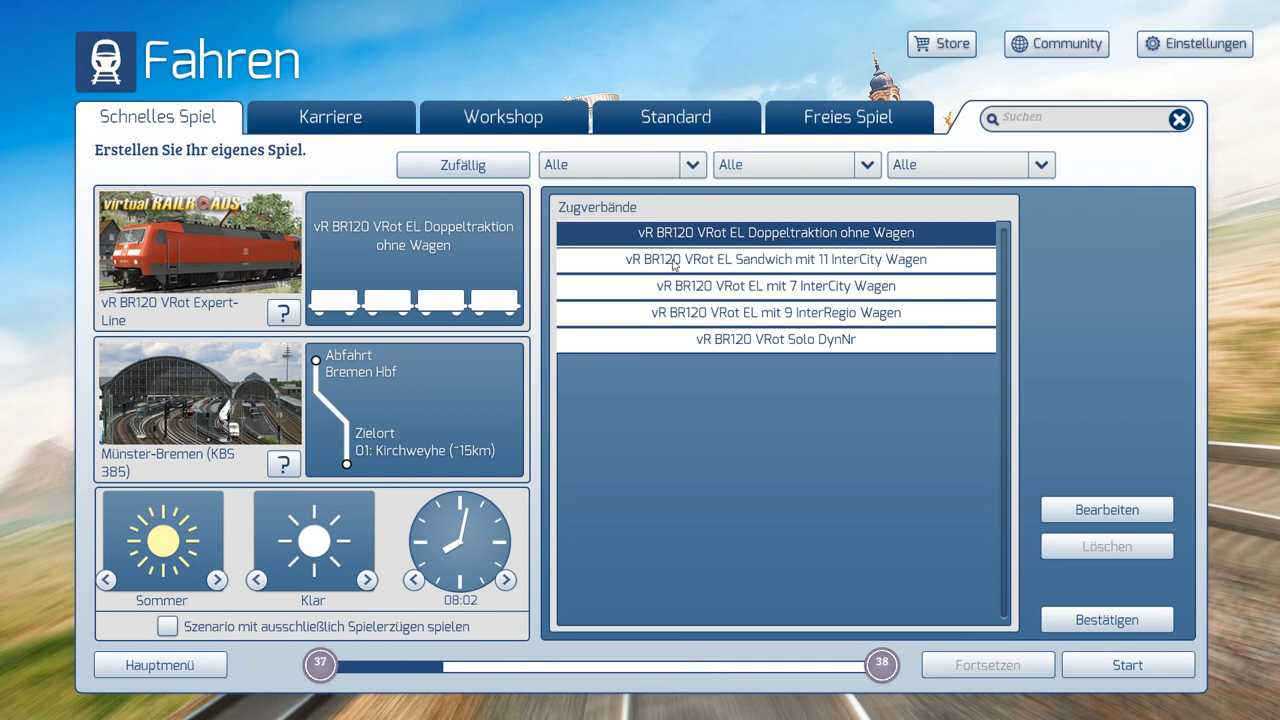 Fahren
Store
Community
Einstellungen
Schnelles Spiel
Karriere
Workshop
Standard
Freies Spiel
Suchen
Erstellen Sie Ihr eigenes Spiel.
Zufällig
Alle
Alle
Alle
virtual RAILROADS
vR BR120 VRot Expert-
Line
?
vR BR120 VRot EL Doppeltraktion
ohne Wagen
Münster-Bremen (KBS
385)
?
Abfahrt
Bremen Hbf
Zielort
01: Kirchweyhe (~15km)
Sommer
Klar
08:02
Szenario mit ausschließlich Spielerzügen spielen
Zugverbände
vR BR120 VRot EL Doppeltraktion ohne Wagen
vR BR120 VRot EL Sandwich mit 11 InterCity Wagen
vR BR120 VRot EL mit 7 InterCity Wagen
vR BR120 VRot EL mit 9 InterRegio Wagen
vR BR120 VRot Solo DynNr
Bearbeiten
Löschen
Bestätigen
Hauptmenü
37
38
Fortsetzen
Start